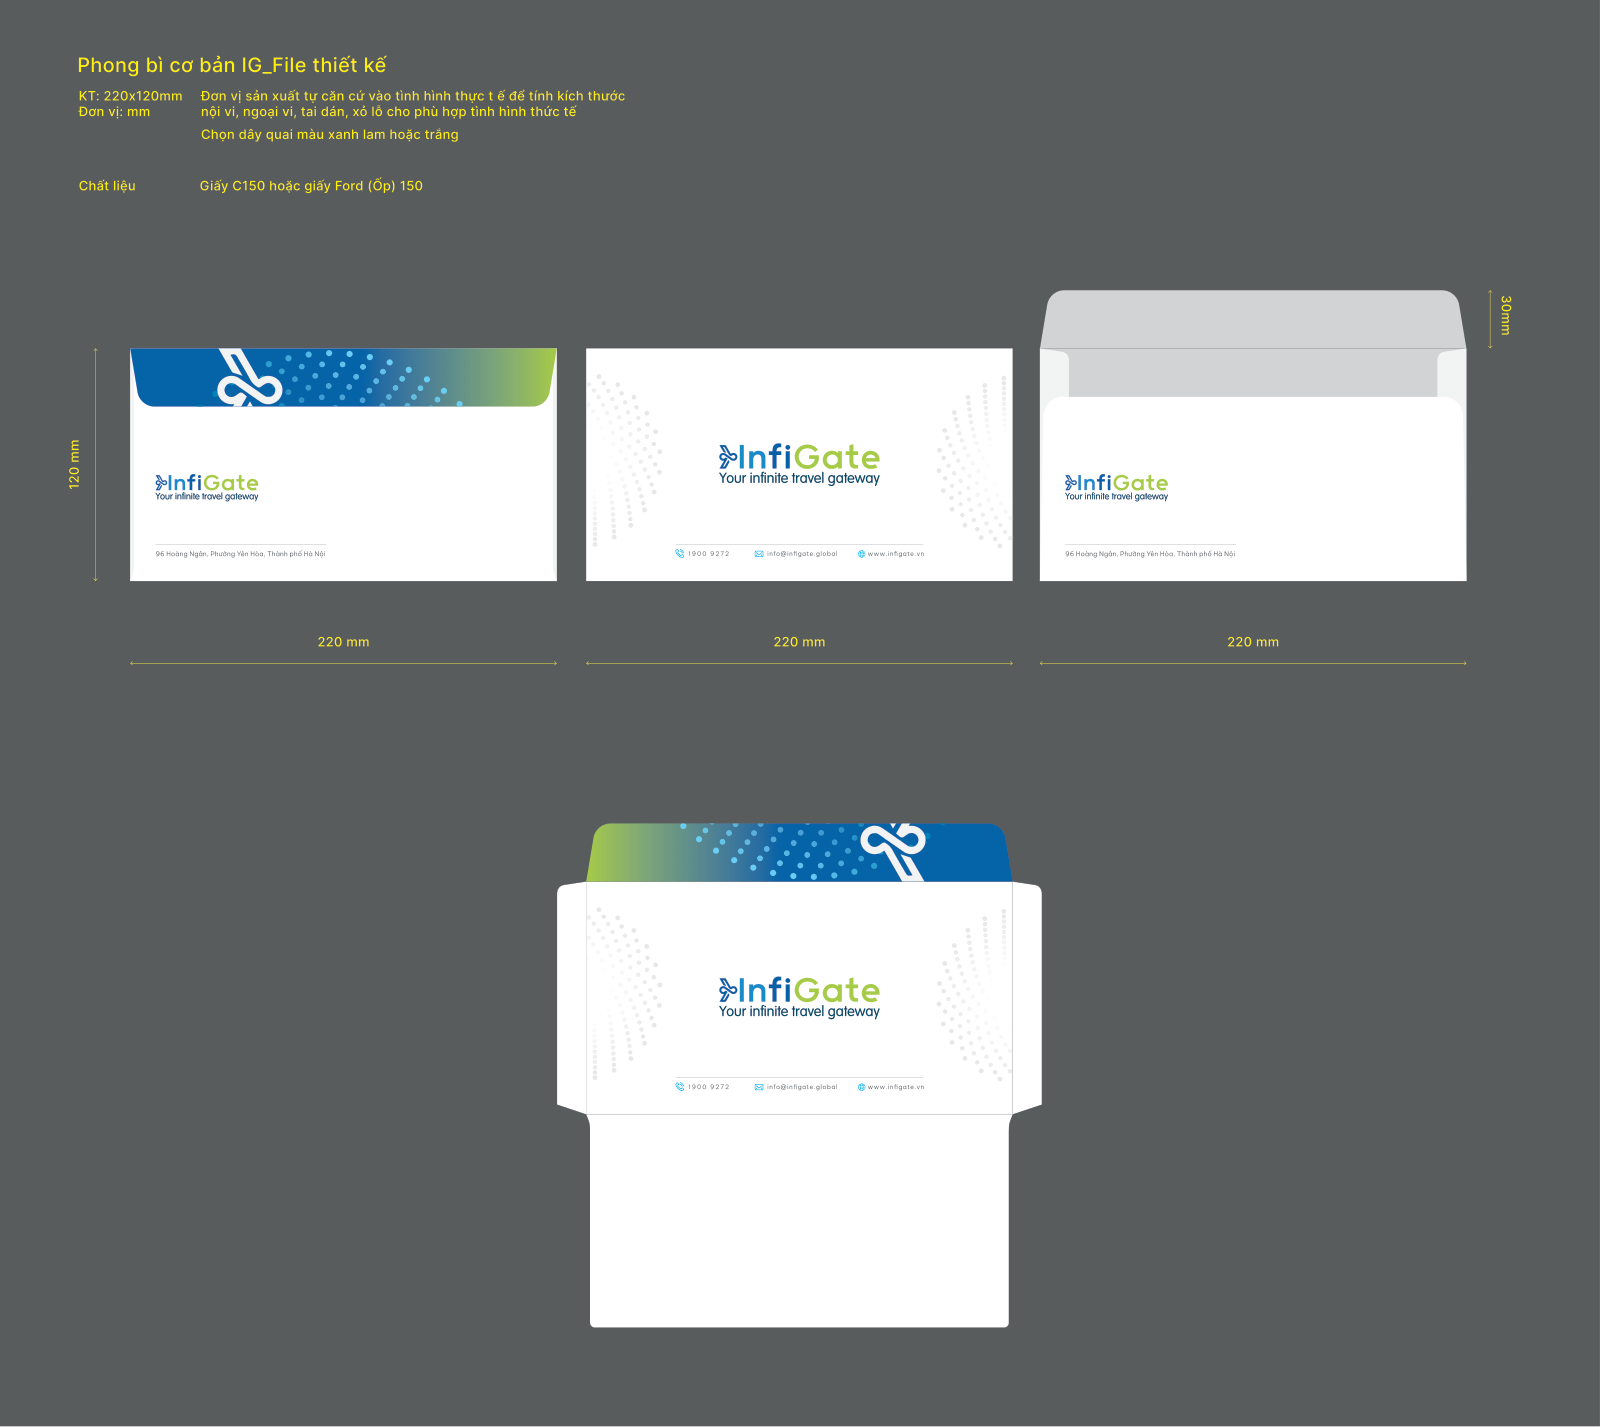 Phong bì cơ bản IG_File thiết kế
KT: 220x120mm
Đơn vị: mm
Đơn vị sản xuất tự căn cứ vào tình hình thực t ế để tính kích thước
nội vi, ngoại vi, tai dán, xỏ lỗ cho phù hợp tình hình thức tế
Chọn dây quai màu xanh lam hoặc trắng
Chất liệu
Giấy C150 hoặc giấy Ford (Ốp) 150
30mm
120 mm
InfiGate
Your infinite travel gateway
96 Hoàng Ngân, Phường Yên Hòa, Thành phố Hà Nội
InfiGate
Your infinite travel gateway
1900 9272
info@infigate.global
www.infigate.vn
InfiGate
Your infinite travel gateway
96 Hoàng Ngân, Phường Yên Hòa, Thành phố Hà Nội
220 mm
220 mm
220 mm
InfiGate
Your infinite travel gateway
1900 9272
info@infigate.global
www.infigate.vn